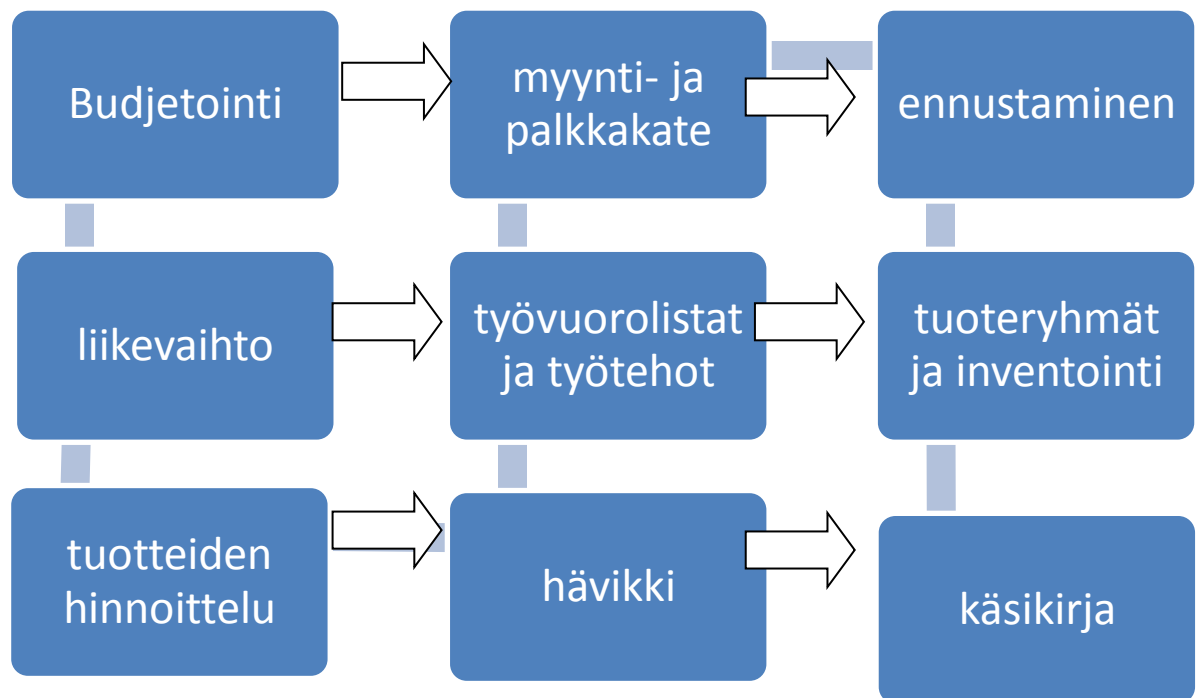 Budjetointi
myynti- ja
palkkakate
ennustaminen
liikevaihto
työvuorolistat
ja työtehot
tuoteryhmät
ja inventointi
tuotteiden
hinnoittelu
hävikki
käsikirja